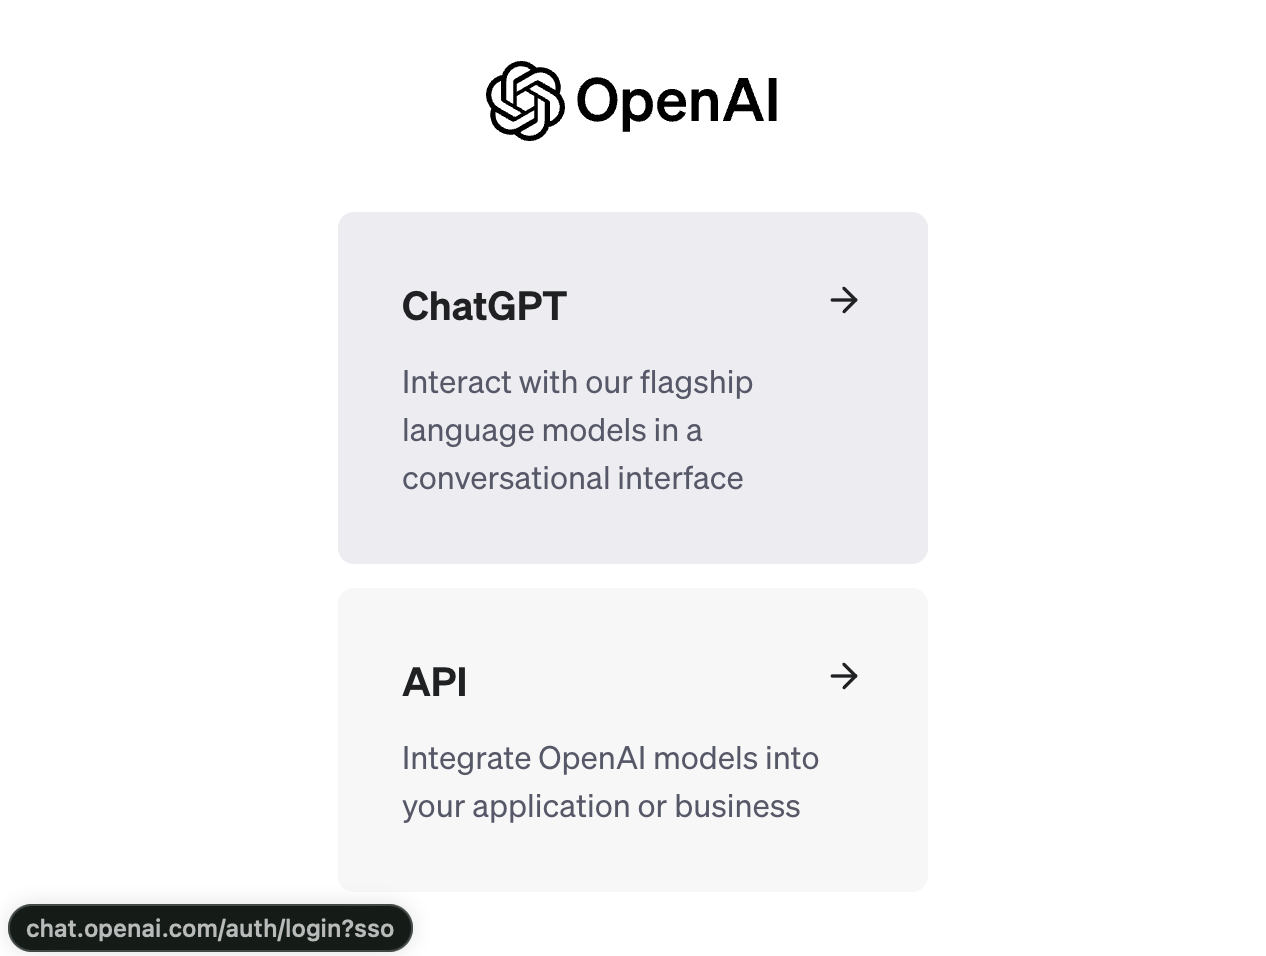 OpenAI
ChatGPT
Interact with our flagship
language models in a
conversational interface
API
Integrate OpenAI models into
your application or business
chat.openai.com/auth/login?sso